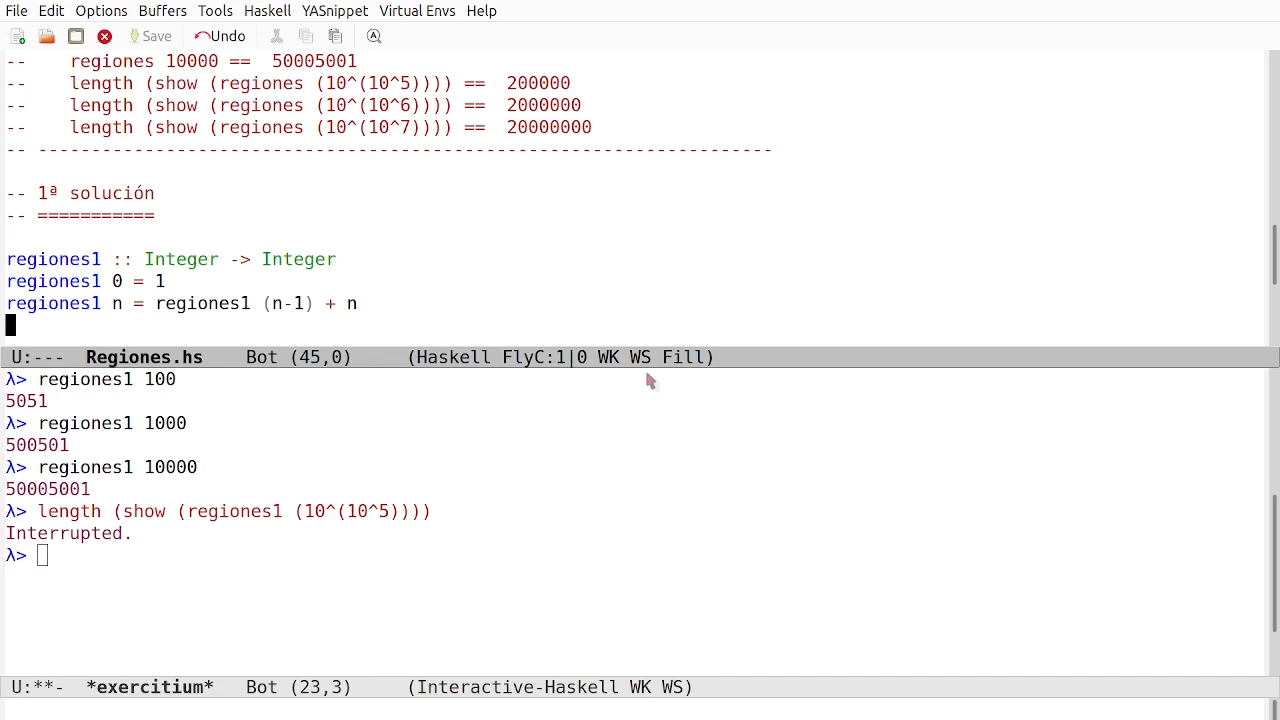 File Edit Options Buffers Tools Haskell YASnippet Virtual Envs Help
Save Undo
--    regiones 10000 ==  50005001
--    length (show (regiones (10^(10^5)))) ==  200000
--    length (show (regiones (10^(10^6)))) ==  2000000
--    length (show (regiones (10^(10^7)))) ==  20000000
-- ---------------------------------------------------------------------
-- 1ª solución
-- ===========
regiones1 :: Integer -> Integer
regiones1 0 = 1
regiones1 n = regiones1 (n-1) + n
U:---  Regiones.hs    Bot (45,0)     (Haskell FlyC:1|0 WK WS Fill)
λ> regiones1 100
5051
λ> regiones1 1000
500501
λ> regiones1 10000
50005001
λ> length (show (regiones1 (10^(10^5))))
Interrupted.
λ>
U:**-  *exercitium*   Bot (23,3)     (Interactive-Haskell WK WS)